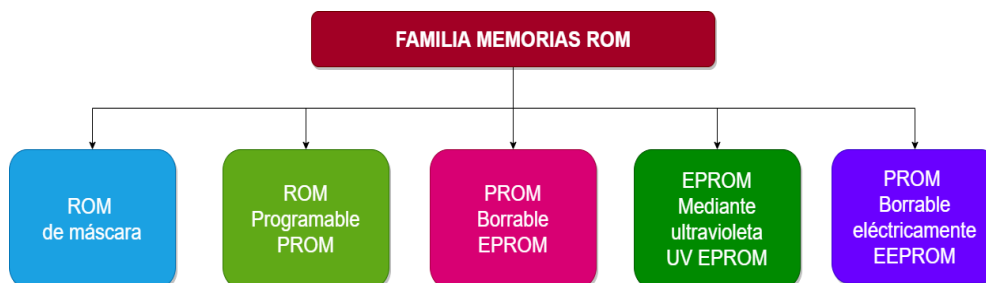 FAMILIA MEMORIAS ROM
ROM
de máscara
ROM
Programable
PROM
PROM
Borrable
EPROM
EPROM
Mediante
ultravioleta
UV EPROM
PROM
Borrable
eléctricamente
EEPROM